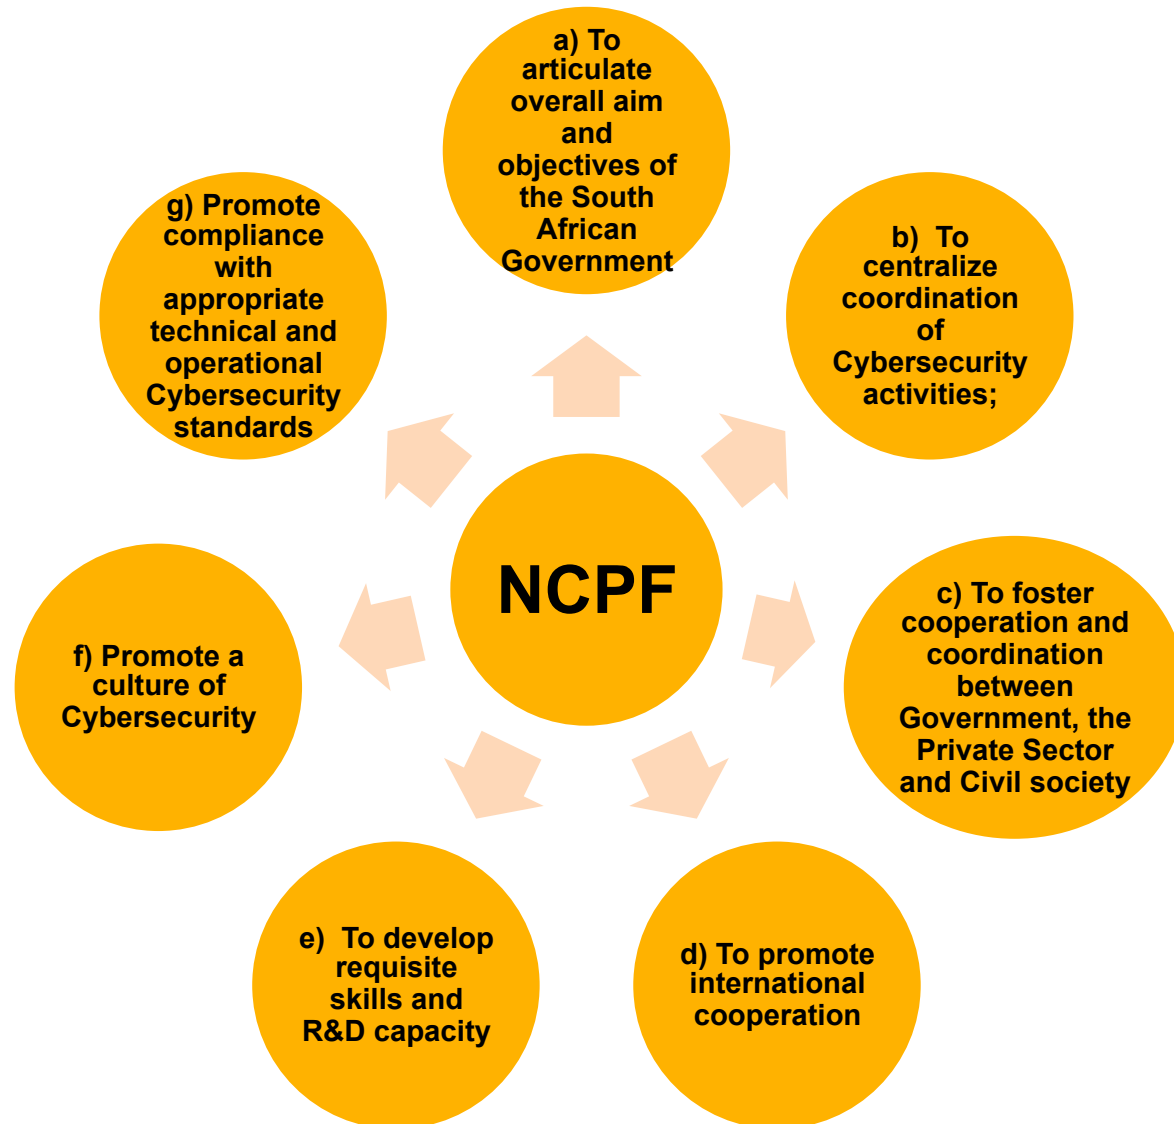 a) To
articulate
overall aim
and
objectives of
the South
African
Government
b) To
centralize
coordination
of
Cybersecurity
activities;
c) To foster
cooperation and
coordination
between
Government, the
Private Sector
and Civil society
d) To promote
international
cooperation
e) To develop
requisite
skills and
R&D capacity
f) Promote a
culture of
Cybersecurity
g) Promote
compliance
with
appropriate
technical and
operational
Cybersecurity
standards
NCPF